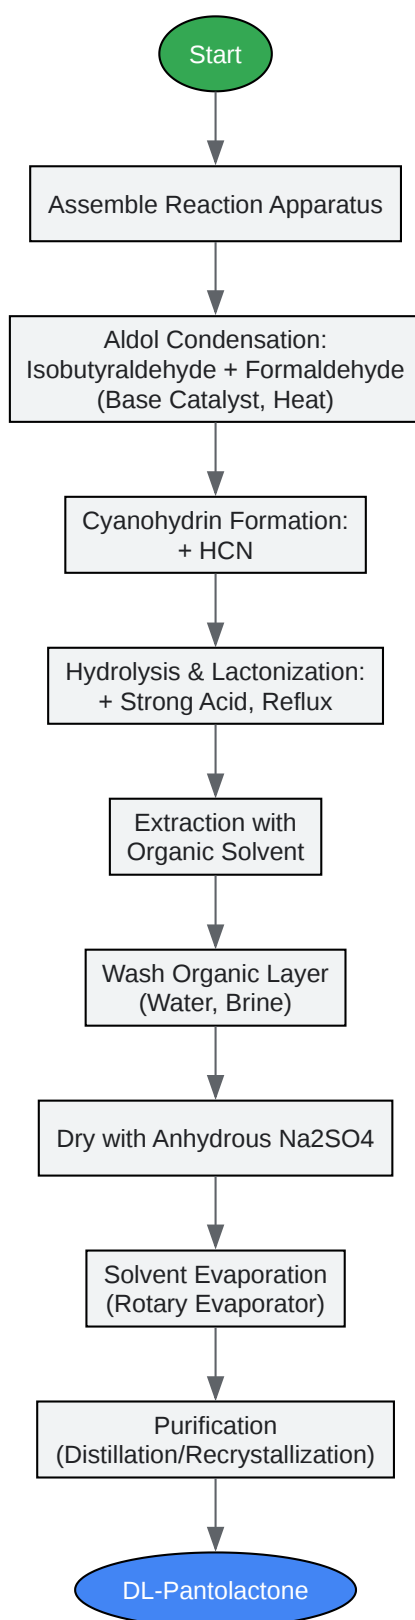 Start
Assemble Reaction Apparatus
Aldol Condensation:
Isobutyraldehyde + Formaldehyde
(Base Catalyst, Heat)
Cyanohydrin Formation:
+ HCN
Hydrolysis & Lactonization:
+ Strong Acid, Reflux
Extraction with
Organic Solvent
Wash Organic Layer
(Water, Brine)
Dry with Anhydrous Na2SO4
Solvent Evaporation
(Rotary Evaporator)
Purification
(Distillation/Recrystallization)
DL-Pantolactone